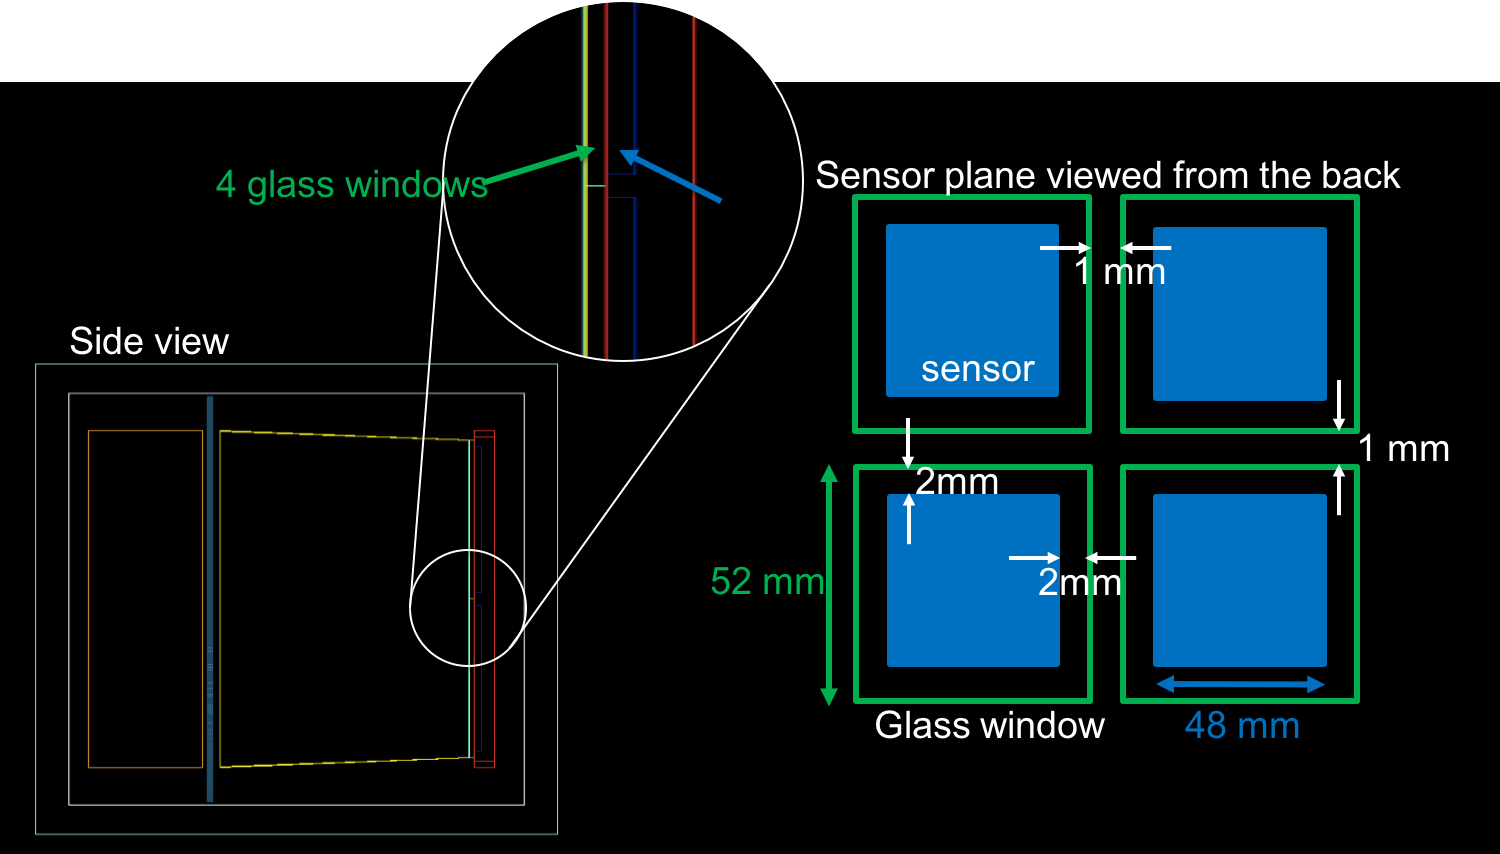 4 glass windows
Sensor plane viewed from the back
1 mm
Side view
sensor
1 mm
2mm
52 mm
2mm
Glass window
48 mm